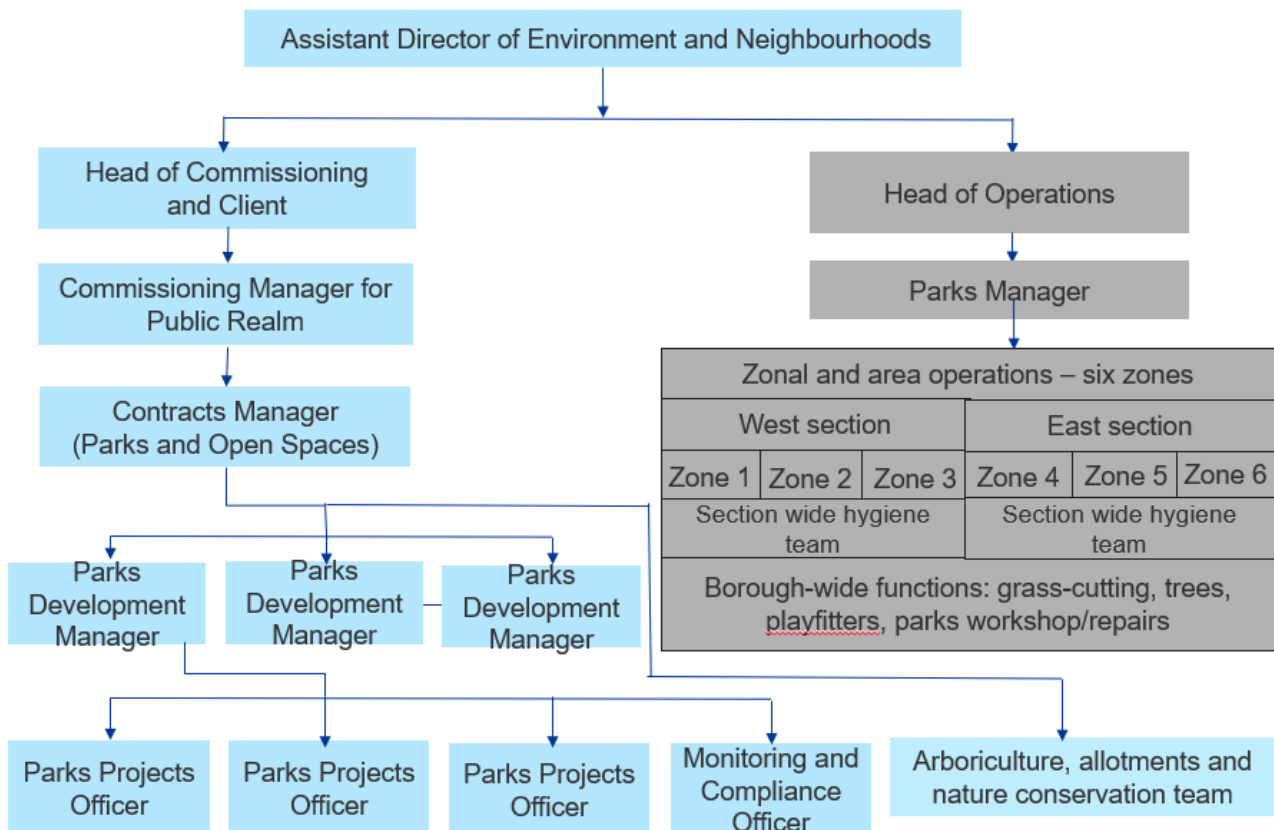 Assistant Director of Environment and Neighbourhoods
Head of Commissioning
and Client
Head of Operations
Commissioning Manager for
Public Realm
Parks Manager
Contracts Manager
(Parks and Open Spaces)
Zonal and area operations – six zones
West section
East section
Zone 1
Zone 2
Zone 3
Zone 4
Zone 5
Zone 6
Section wide hygiene
team
Section wide hygiene
team
Borough-wide functions: grass-cutting, trees,
playfitters, parks workshop/repairs
Parks
Development
Manager
Parks
Development
Manager
Parks
Development
Manager
Parks Projects
Officer
Parks Projects
Officer
Parks Projects
Officer
Monitoring and
Compliance
Officer
Arboriculture, allotments and
nature conservation team